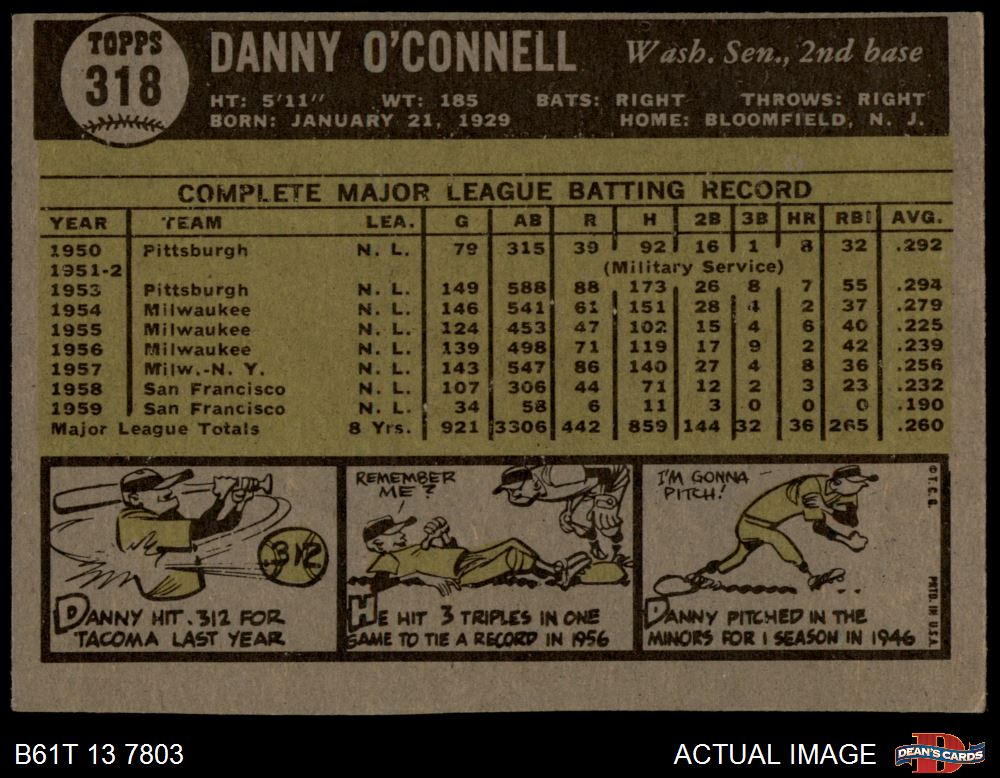 TOPPS
318
DANNY O'CONNELL Wash. Sen., 2nd base
HT: 5'11" WT: 185 BATS: RIGHT THROWS: RIGHT
BORN: JANUARY 21, 1929 HOME: BLOOMFIELD, N. J.
COMPLETE MAJOR LEAGUE BATTING RECORD
YEAR TEAM LEA. G AB R H 2B 3B HR RBI AVG.
1950 Pittsburgh N. L. 79 315 39 92 16 1 8 32 .292
1951-2 (Military Service)
1953 Pittsburgh N. L. 149 588 88 173 26 8 7 55 .294
1954 Milwaukee N. L. 146 541 61 151 28 4 2 37 .279
1955 Milwaukee N. L. 124 453 47 102 15 4 6 40 .225
1956 Milwaukee N. L. 139 498 71 119 17 9 2 42 .239
1957 Milw.-N. Y. N. L. 143 547 86 140 27 4 8 36 .256
1958 San Francisco N. L. 107 306 44 71 12 2 3 23 .232
1959 San Francisco N. L. 34 58 6 11 3 0 0 0 .190
Major League Totals 8 Yrs. 921 3306 442 859 144 32 36 265 .260
.312
DANNY HIT .312 FOR
TACOMA LAST YEAR
REMEMBER
ME?
HE HIT 3 TRIPLES IN ONE
GAME TO TIE A RECORD IN 1956
I'M GONNA
PITCH!
DANNY PITCHED IN THE
MINORS FOR 1 SEASON IN 1946
© T. C. G.
PRTD. IN U.S.A.
B61T 13 7803
ACTUAL IMAGE
DEAN'S CARDS